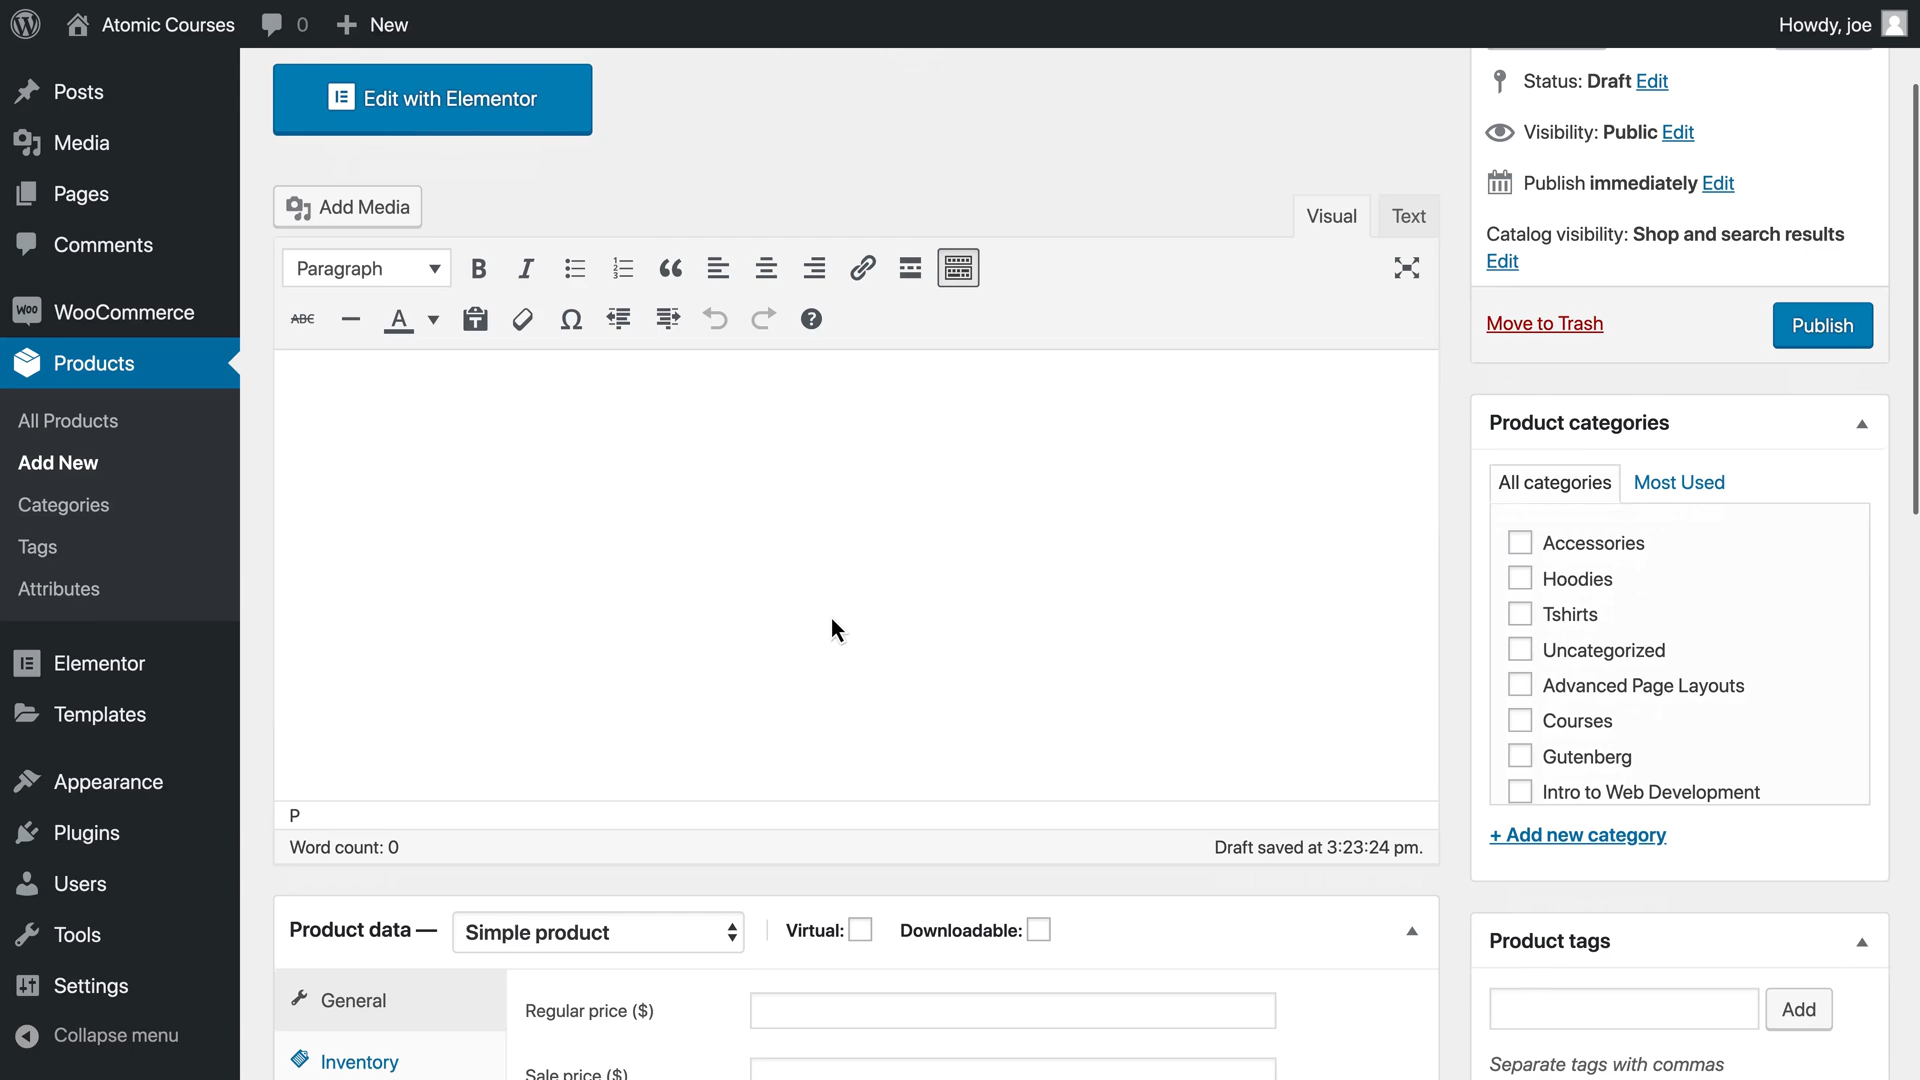 Atomic Courses
0
New
Howdy, joe
Posts
Media
Pages
Comments
WOO
WooCommerce
Products
All Products
Add New
Categories
Tags
Attributes
Elementor
Templates
Appearance
Plugins
Users
Tools
Settings
Collapse menu
Edit with Elementor
Add Media
Visual
Text
Paragraph
B
I
ABC
A
Ω
P
Word count: 0
Draft saved at 3:23:24 pm.
Product data —
Simple product
Virtual:
Downloadable:
General
Inventory
Regular price ($)
Sale price ($)
Status: Draft Edit
Visibility: Public Edit
Publish immediately Edit
Catalog visibility: Shop and search results
Edit
Move to Trash
Publish
Product categories
All categories
Most Used
Accessories
Hoodies
Tshirts
Uncategorized
Advanced Page Layouts
Courses
Gutenberg
Intro to Web Development
+ Add new category
Product tags
Add
Separate tags with commas